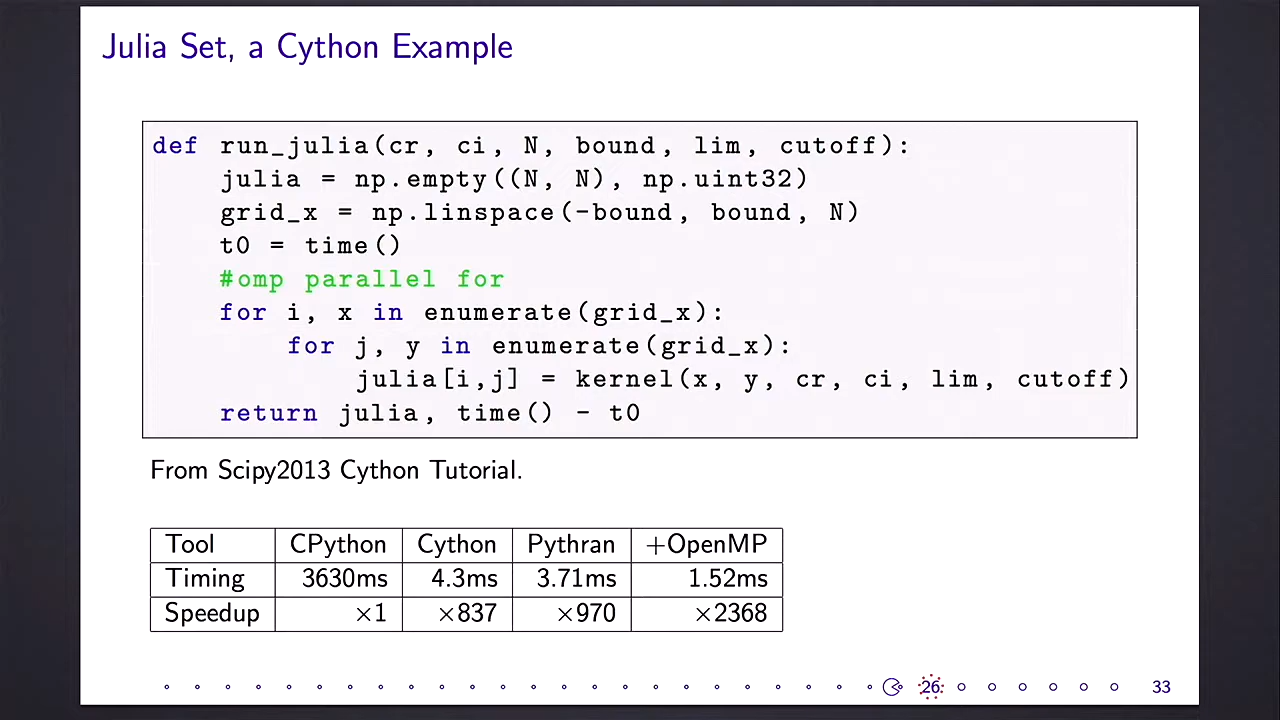 Julia Set, a Cython Example
def run_julia(cr, ci, N, bound, lim, cutoff):
    julia = np.empty((N, N), np.uint32)
    grid_x = np.linspace(-bound, bound, N)
    t0 = time()
    #omp parallel for
    for i, x in enumerate(grid_x):
        for j, y in enumerate(grid_x):
            julia[i,j] = kernel(x, y, cr, ci, lim, cutoff)
    return julia, time() - t0
From Scipy2013 Cython Tutorial.
Tool CPython Cython Pythran +OpenMP
Timing 3630ms 4.3ms 3.71ms 1.52ms
Speedup ×1 ×837 ×970 ×2368
26 33